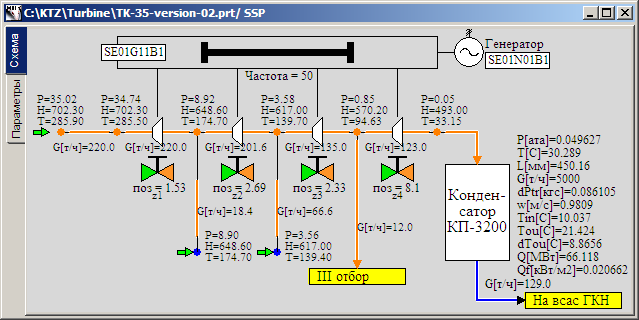 C:\KTZ\Turbine\TK-35-version-02.prt/ SSP
Схема
Параметры
SE01G11B1
Генератор
SE01N01B1
Частота = 50
P=35.02
H=702.30
T=285.90
P=34.74
H=702.30
T=285.50
P=8.92
H=648.60
T=174.70
P=3.58
H=617.00
T=139.70
P=0.85
H=570.20
T=94.63
P=0.05
H=493.00
T=33.15
G[т/ч]=220.0
G[т/ч]=220.0
G[т/ч]=201.6
G[т/ч]=135.0
G[т/ч]=123.0
поз = 1.53
z1
поз = 2.69
z2
поз = 2.33
z3
поз = 8.1
z4
G[т/ч]=18.4
G[т/ч]=66.6
G[т/ч]=12.0
P=8.90
H=648.60
T=174.70
P=3.56
H=617.00
T=139.40
III отбор
Конден-
сатор
КП-3200
P[ата]=0.049627
T[C]=30.289
L[мм]=450.16
G[т/ч]=5000
dPtr[кгс]=0.086105
w[м/с]=0.9809
Tin[C]=10.037
Tou[C]=21.424
dTou[C]=8.8656
Q[МВт]=66.118
Qf[кВт/м2]=0.020662
G[т/ч]=129.0
На всас ГКН